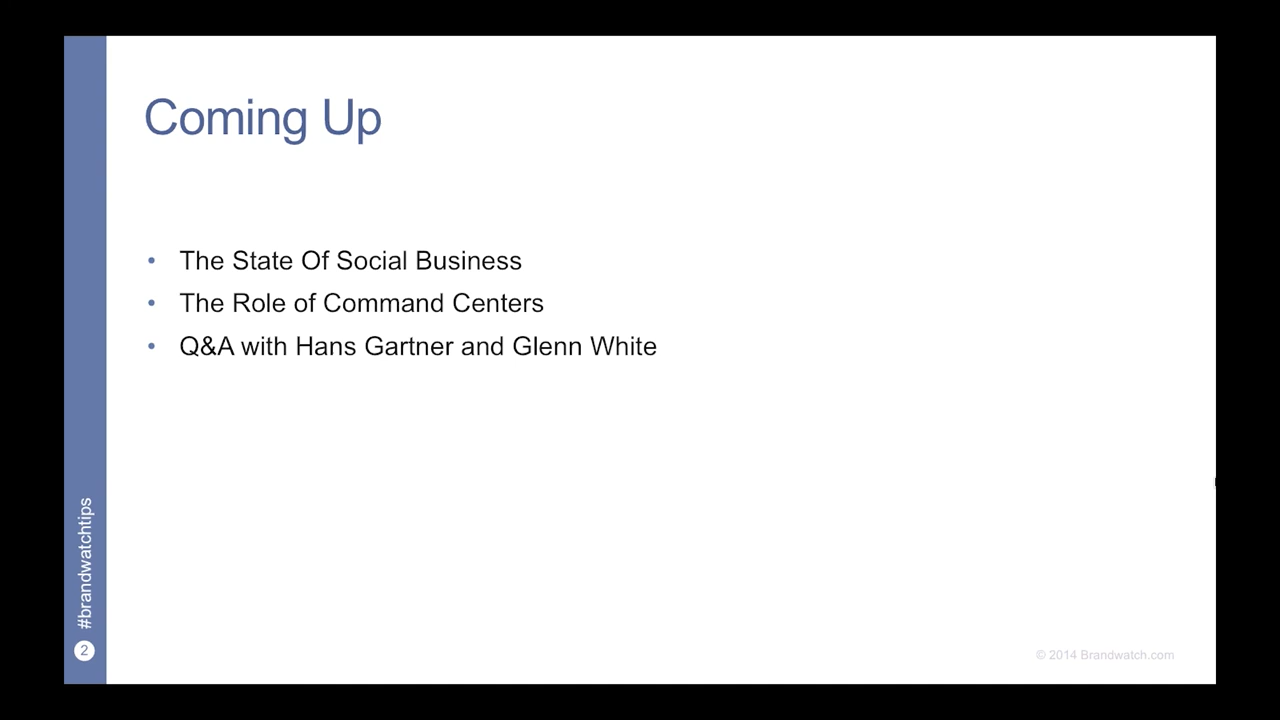 Coming Up
• The State Of Social Business
• The Role of Command Centers
• Q&A with Hans Gartner and Glenn White
#brandwatchtips
2
© 2014 Brandwatch.com